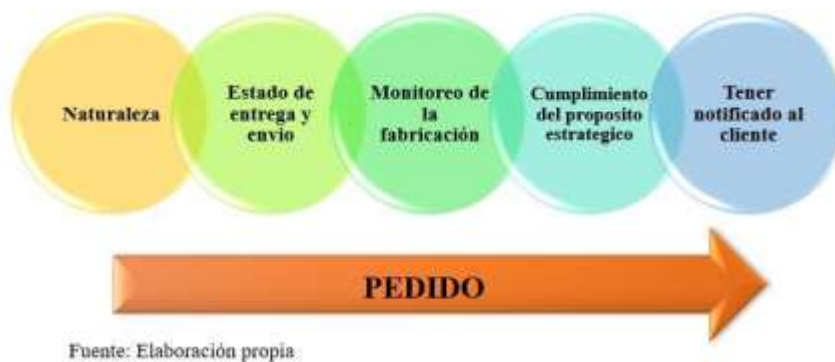 Naturaleza
Estado de
entrega y
envio
Monitoreo de
la
fabricación
Cumplimiento
del proposito
estrategico
Tener
notificado al
cliente
PEDIDO
Fuente: Elaboración propia